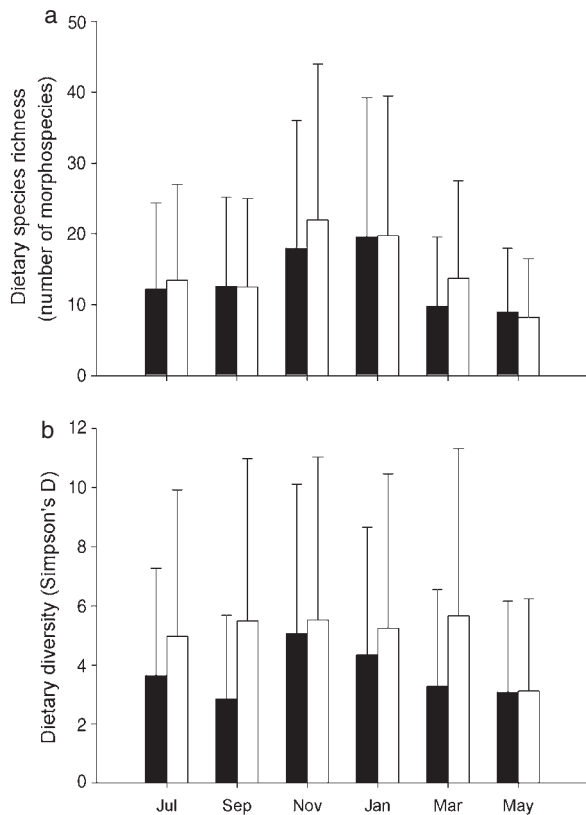 a
Dietary species richness
(number of morphospecies)
50
40
30
20
10
0
b
Dietary diversity (Simpson's D)
12
10
8
6
4
2
0
Jul Sep Nov Jan Mar May